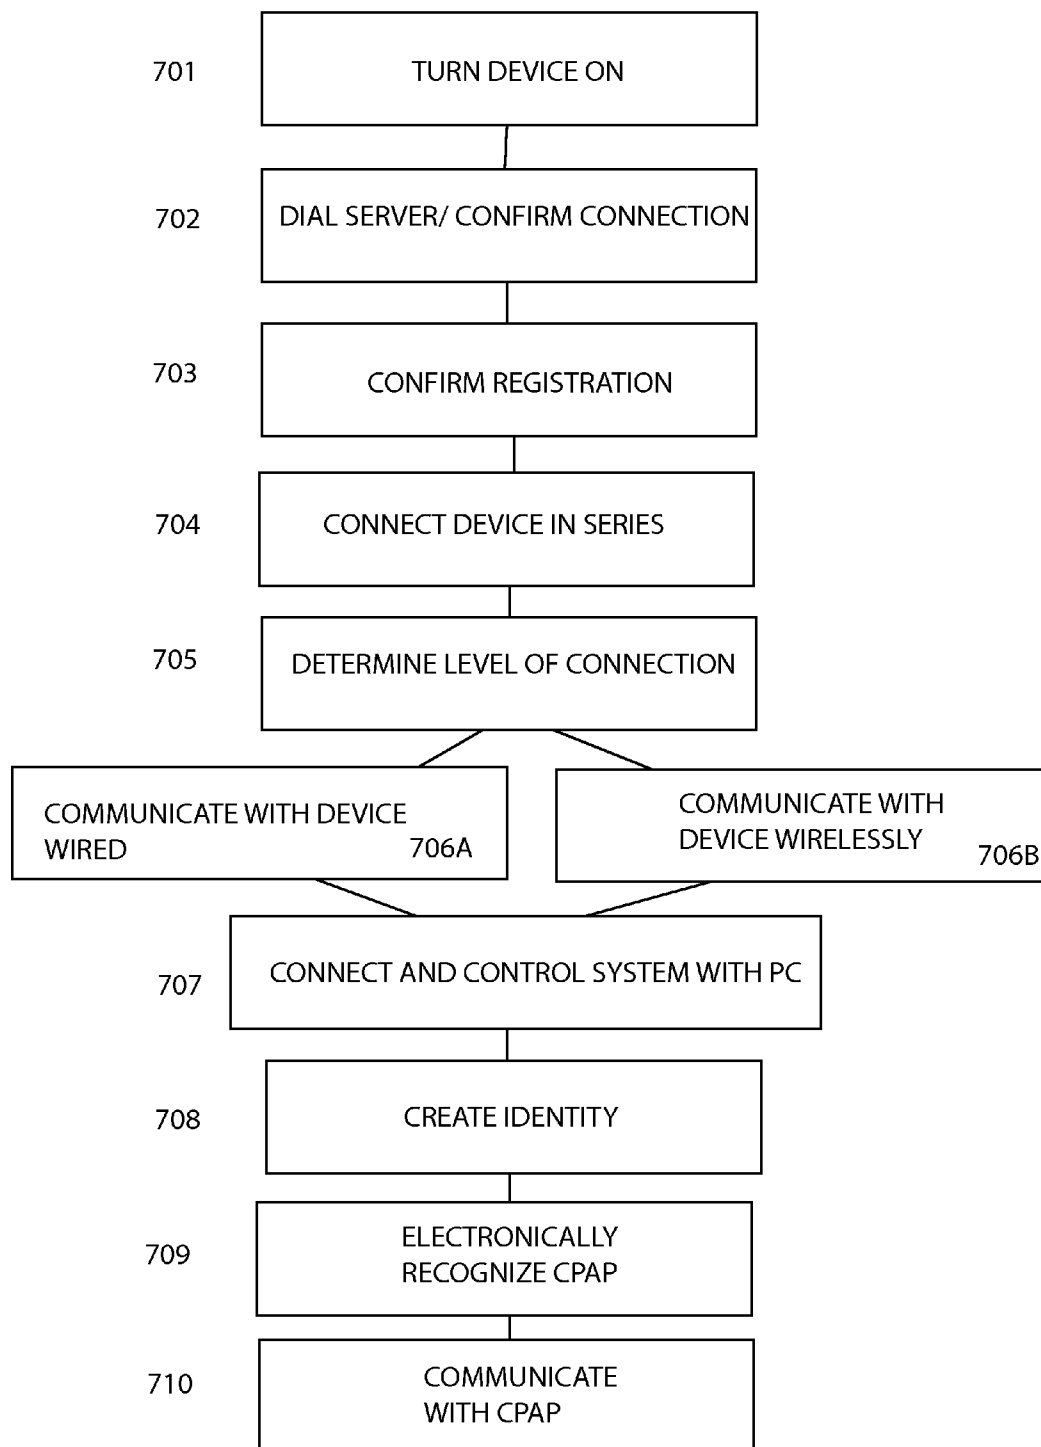 701
TURN DEVICE ON
702
DIAL SERVER/ CONFIRM CONNECTION
703
CONFIRM REGISTRATION
704
CONNECT DEVICE IN SERIES
705
DETERMINE LEVEL OF CONNECTION
COMMUNICATE WITH DEVICE
WIRED
706A
COMMUNICATE WITH
DEVICE WIRELESSLY
706B
707
CONNECT AND CONTROL SYSTEM WITH PC
708
CREATE IDENTITY
709
ELECTRONICALLY
RECOGNIZE CPAP
710
COMMUNICATE
WITH CPAP